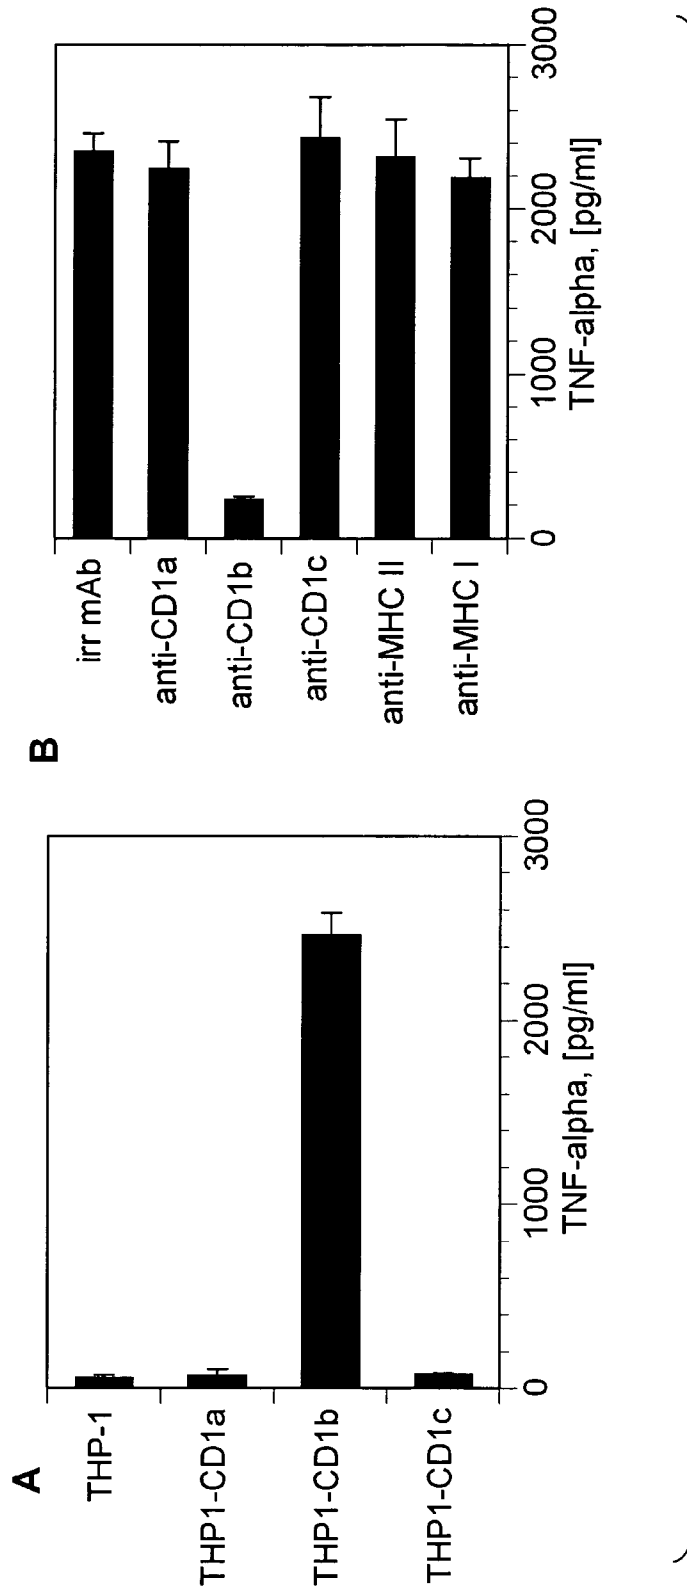 A
THP-1
THP1-CD1a
THP1-CD1b
THP1-CD1c
0 1000 2000 3000
TNF-alpha, [pg/ml]
B
irr mAb
anti-CD1a
anti-CD1b
anti-CD1c
anti-MHC II
anti-MHC I
0 1000 2000 3000
TNF-alpha, [pg/ml]